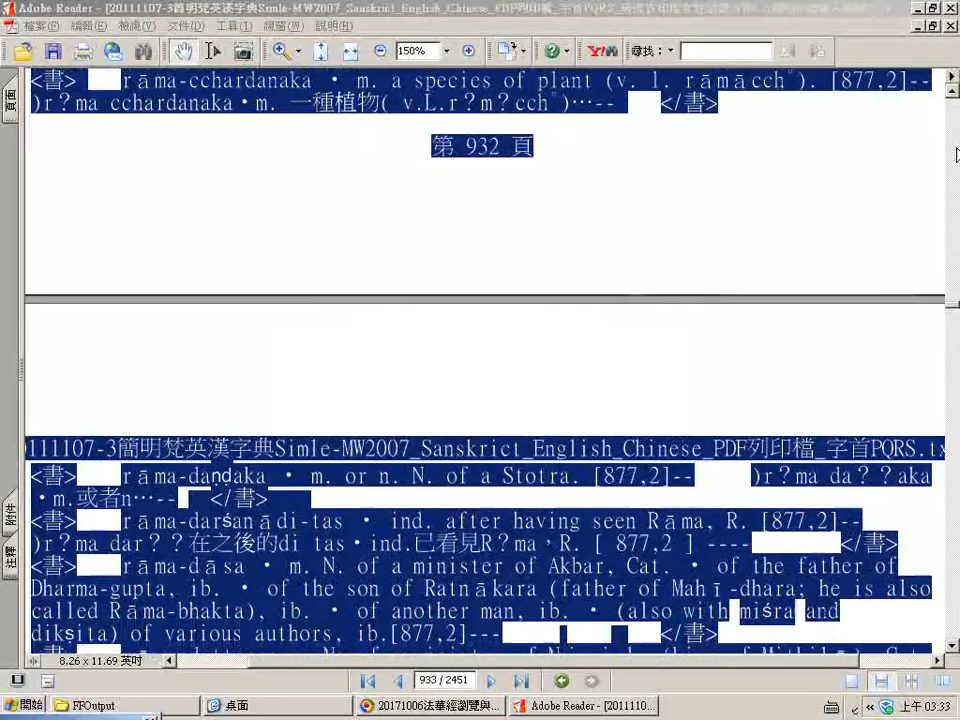 Adobe Reader - [20111107-3簡明梵英漢字典Simle-MW2007_Sanskrict_English_Chinese_PDF列印檔_字首PQRS
檔案(F) 編輯(E) 檢視(V) 文件(D) 工具(T) 視窗(W) 說明(H)
150% 尋找:
<書> rāma-cchardanaka • m. a species of plant (v. l. rāmācch°). [877,2]--
)r?ma cchardanaka•m. 一種植物( v.L.r?m?cch°)…-- </書>
第 932 頁
111107-3簡明梵英漢字典Simle-MW2007_Sanskrict_English_Chinese_PDF列印檔_字首PQRS.tx
<書> rāma-daṇḍaka • m. or n. N. of a Stotra. [877,2]-- )r?ma da??aka
•m.或者n…-- </書>
<書> rāma-darśanādi-tas • ind. after having seen Rāma, R. [877,2]--
)r?ma dar??在之後的di tas•ind.已看見R?ma，R. [ 877,2 ] ---- </書>
<書> rāma-dāsa • m. N. of a minister of Akbar, Cat. • of the father of
Dharma-gupta, ib. • of the son of Ratnākara (father of Mahī-dhara; he is also
called Rāma-bhakta), ib. • of another man, ib. • (also with miśra and
dikṣita) of various authors, ib.[877,2]--- </書>
頁面
附件
注釋
8.26 x 11.69 英吋
933 / 2451
開始 FFOutput 桌面 20171006法華經瀏覽與... Adobe Reader - [2011110... 上午 03:33